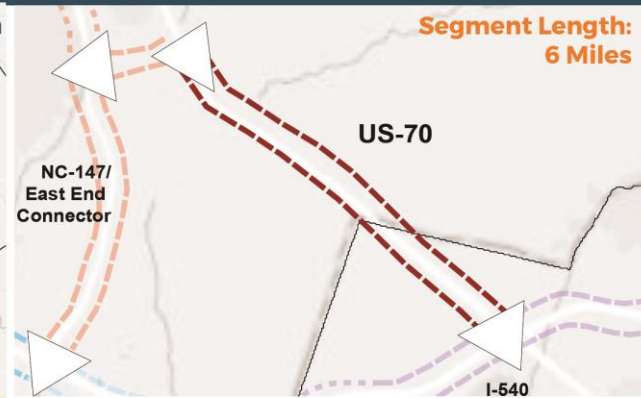 Segment Length:
6 Miles
US-70
NC-147/
East End
Connector
I-540